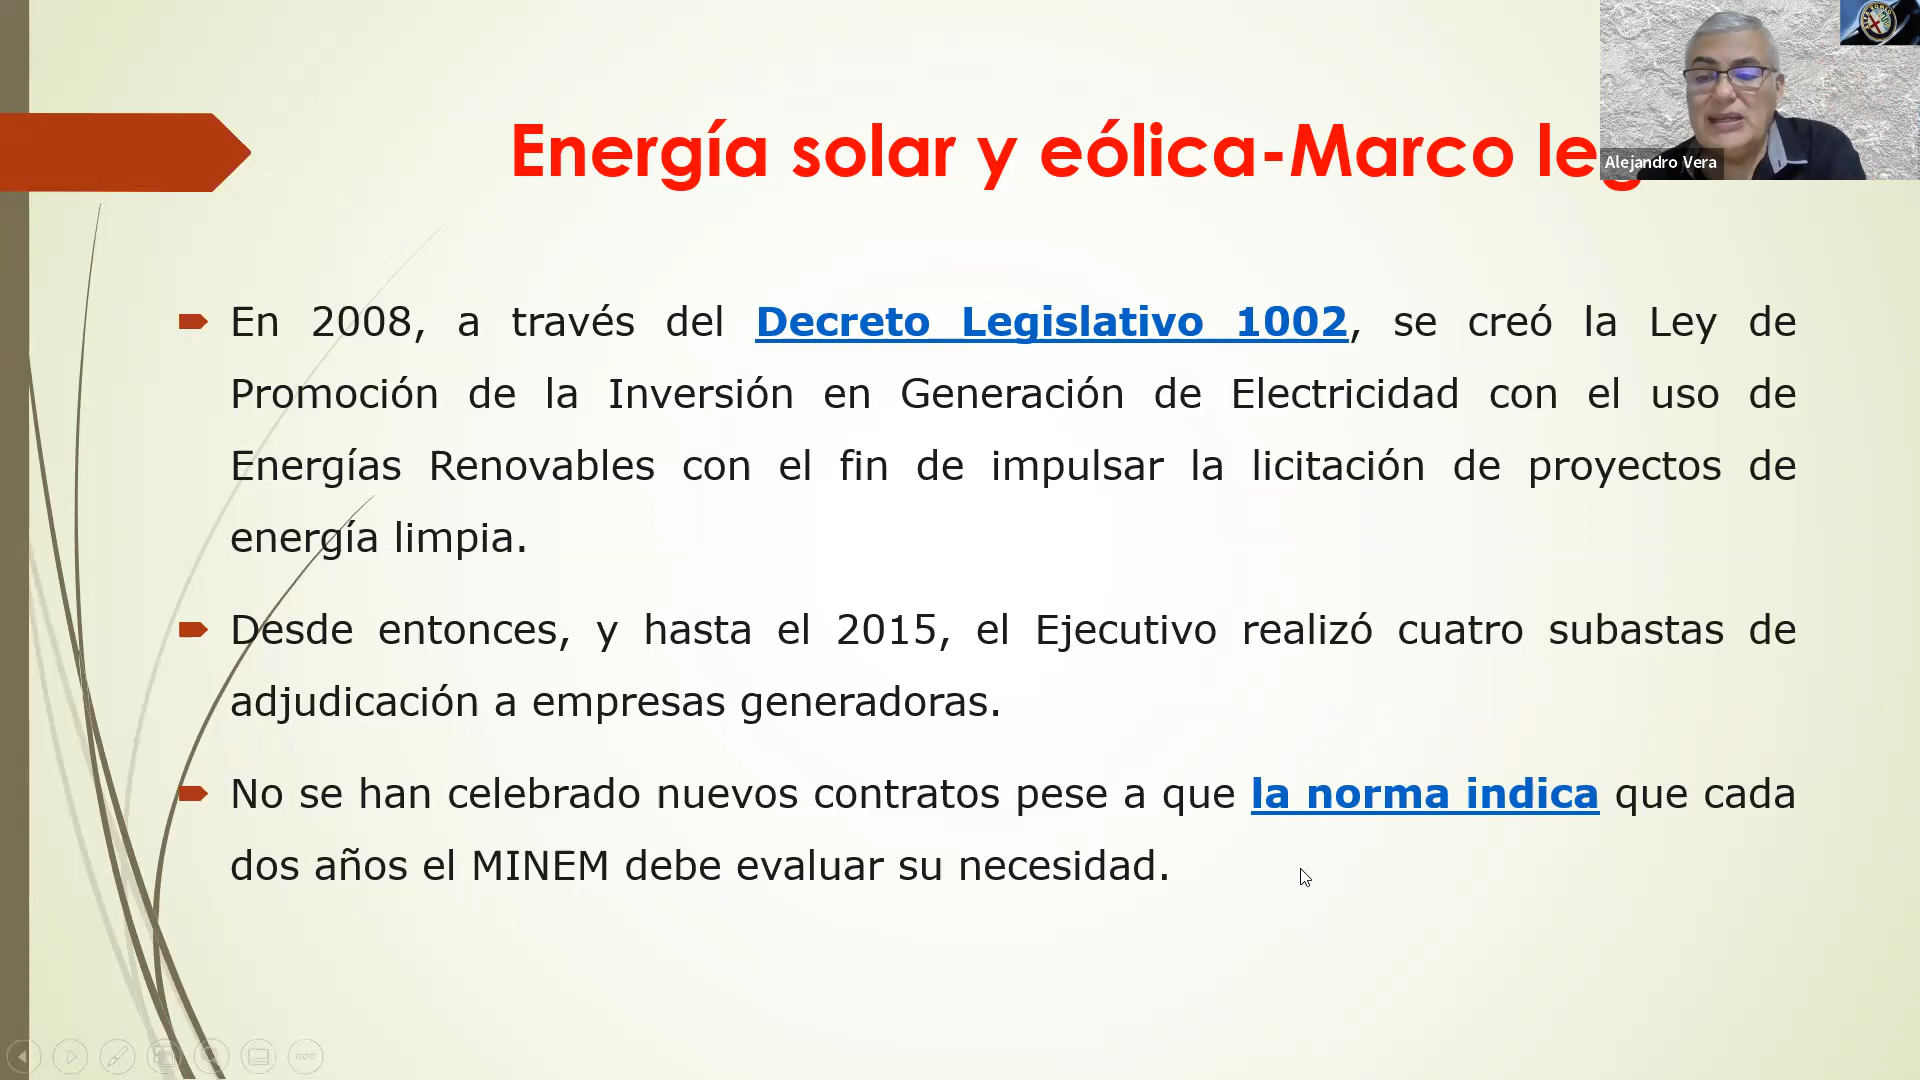 Energía solar y eólica-Marco leg
Alejandro Vera
En 2008, a través del Decreto Legislativo 1002, se creó la Ley de
Promoción de la Inversión en Generación de Electricidad con el uso de
Energías Renovables con el fin de impulsar la licitación de proyectos de
energía limpia.
Desde entonces, y hasta el 2015, el Ejecutivo realizó cuatro subastas de
adjudicación a empresas generadoras.
No se han celebrado nuevos contratos pese a que la norma indica que cada
dos años el MINEM debe evaluar su necesidad.